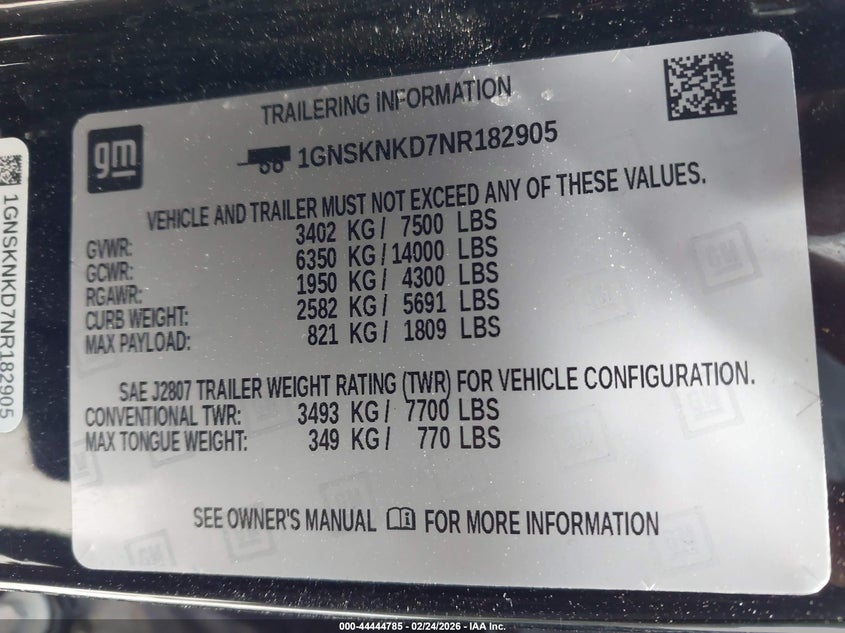 TRAILERING INFORMATION
gm
1GNSKNKD7NR182905
VEHICLE AND TRAILER MUST NOT EXCEED ANY OF THESE VALUES.
GVWR: 3402 KG / 7500 LBS
GCWR: 6350 KG / 14000 LBS
RGAWR: 1950 KG / 4300 LBS
CURB WEIGHT: 2582 KG / 5691 LBS
MAX PAYLOAD: 821 KG / 1809 LBS
SAE J2807 TRAILER WEIGHT RATING (TWR) FOR VEHICLE CONFIGURATION.
CONVENTIONAL TWR: 3493 KG / 7700 LBS
MAX TONGUE WEIGHT: 349 KG / 770 LBS
SEE OWNER'S MANUAL FOR MORE INFORMATION
1GNSKNKD7NR182905
000-44444785 - 02/24/2026 - IAA Inc.